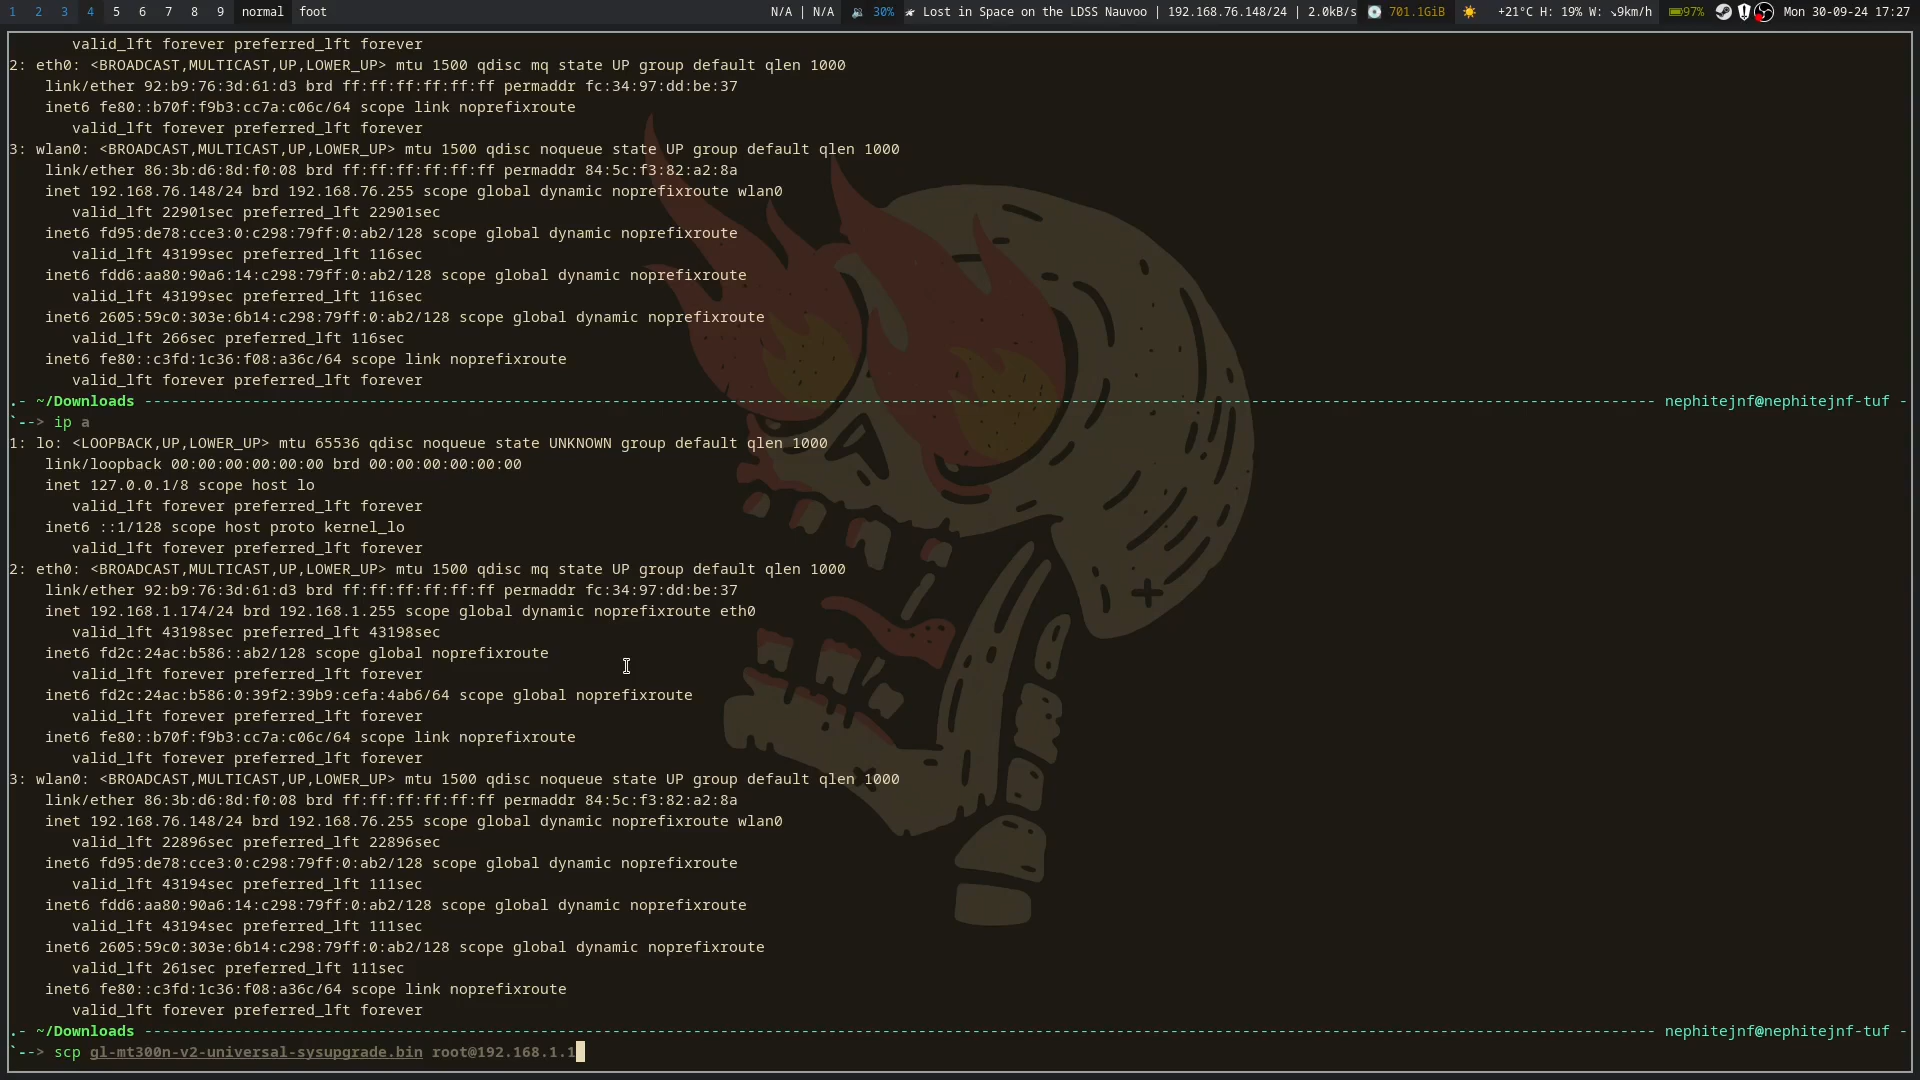 1 2 3 4 5 6 7 8 9 normal foot N/A | N/A 30% Lost in Space on the LDSS Nauvoo | 192.168.76.148/24 | 2.0kB/s 701.1GiB +21°C H: 19% W: ↘9km/h 97% Mon 30-09-24 17:27
valid_lft forever preferred_lft forever
2: eth0: <BROADCAST,MULTICAST,UP,LOWER_UP> mtu 1500 qdisc mq state UP group default qlen 1000
link/ether 92:b9:76:3d:61:d3 brd ff:ff:ff:ff:ff:ff permaddr fc:34:97:dd:be:37
inet6 fe80::b70f:f9b3:cc7a:c06c/64 scope link noprefixroute
valid_lft forever preferred_lft forever
3: wlan0: <BROADCAST,MULTICAST,UP,LOWER_UP> mtu 1500 qdisc noqueue state UP group default qlen 1000
link/ether 86:3b:d6:8d:f0:08 brd ff:ff:ff:ff:ff:ff permaddr 84:5c:f3:82:a2:8a
inet 192.168.76.148/24 brd 192.168.76.255 scope global dynamic noprefixroute wlan0
valid_lft 22901sec preferred_lft 22901sec
inet6 fd95:de78:cce3:0:c298:79ff:0:ab2/128 scope global dynamic noprefixroute
valid_lft 43199sec preferred_lft 116sec
inet6 fdd6:aa80:90a6:14:c298:79ff:0:ab2/128 scope global dynamic noprefixroute
valid_lft 43199sec preferred_lft 116sec
inet6 2605:59c0:303e:6b14:c298:79ff:0:ab2/128 scope global dynamic noprefixroute
valid_lft 266sec preferred_lft 116sec
inet6 fe80::c3fd:1c36:f08:a36c/64 scope link noprefixroute
valid_lft forever preferred_lft forever
.- ~/Downloads ---------------------------------------------------------------- nephitejnf@nephitejnf-tuf -
`--> ip a
1: lo: <LOOPBACK,UP,LOWER_UP> mtu 65536 qdisc noqueue state UNKNOWN group default qlen 1000
link/loopback 00:00:00:00:00:00 brd 00:00:00:00:00:00
inet 127.0.0.1/8 scope host lo
valid_lft forever preferred_lft forever
inet6 ::1/128 scope host proto kernel_lo
valid_lft forever preferred_lft forever
2: eth0: <BROADCAST,MULTICAST,UP,LOWER_UP> mtu 1500 qdisc mq state UP group default qlen 1000
link/ether 92:b9:76:3d:61:d3 brd ff:ff:ff:ff:ff:ff permaddr fc:34:97:dd:be:37
inet 192.168.1.174/24 brd 192.168.1.255 scope global dynamic noprefixroute eth0
valid_lft 43198sec preferred_lft 43198sec
inet6 fd2c:24ac:b586::ab2/128 scope global noprefixroute
valid_lft forever preferred_lft forever
inet6 fd2c:24ac:b586:0:39f2:39b9:cefa:4ab6/64 scope global noprefixroute
valid_lft forever preferred_lft forever
inet6 fe80::b70f:f9b3:cc7a:c06c/64 scope link noprefixroute
valid_lft forever preferred_lft forever
3: wlan0: <BROADCAST,MULTICAST,UP,LOWER_UP> mtu 1500 qdisc noqueue state UP group default qlen 1000
link/ether 86:3b:d6:8d:f0:08 brd ff:ff:ff:ff:ff:ff permaddr 84:5c:f3:82:a2:8a
inet 192.168.76.148/24 brd 192.168.76.255 scope global dynamic noprefixroute wlan0
valid_lft 22896sec preferred_lft 22896sec
inet6 fd95:de78:cce3:0:c298:79ff:0:ab2/128 scope global dynamic noprefixroute
valid_lft 43194sec preferred_lft 111sec
inet6 fdd6:aa80:90a6:14:c298:79ff:0:ab2/128 scope global dynamic noprefixroute
valid_lft 43194sec preferred_lft 111sec
inet6 2605:59c0:303e:6b14:c298:79ff:0:ab2/128 scope global dynamic noprefixroute
valid_lft 261sec preferred_lft 111sec
inet6 fe80::c3fd:1c36:f08:a36c/64 scope link noprefixroute
valid_lft forever preferred_lft forever
.- ~/Downloads ---------------------------------------------------------------- nephitejnf@nephitejnf-tuf -
`--> scp gl-mt300n-v2-universal-sysupgrade.bin root@192.168.1.1